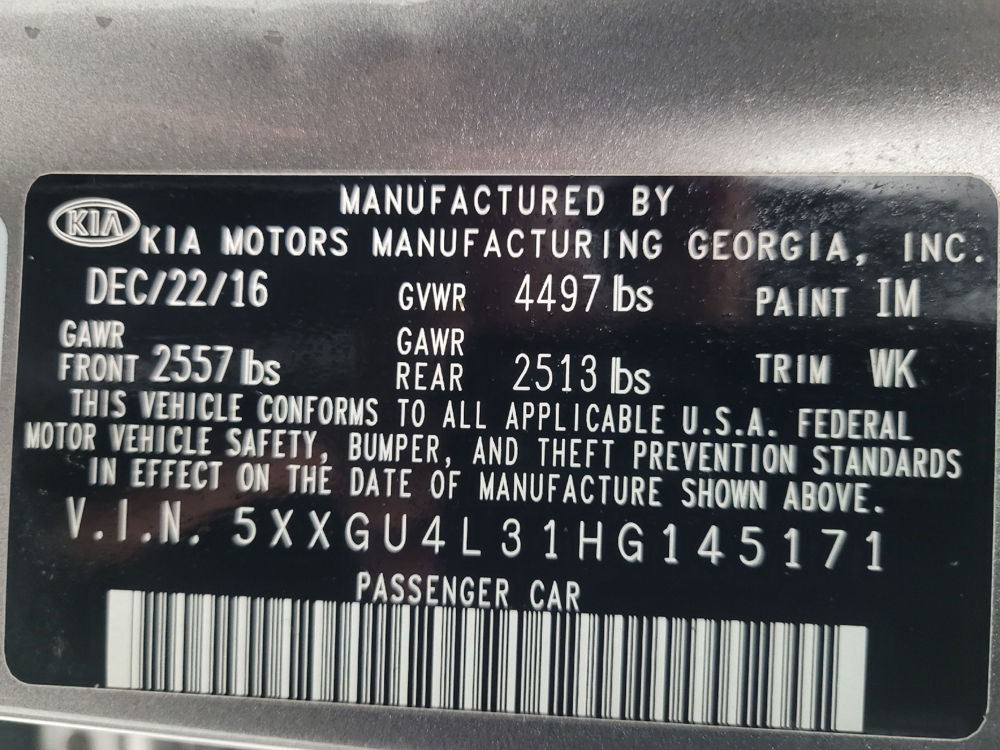 MANUFACTURED BY
KIA KIA MOTORS MANUFACTURING GEORGIA, INC.
DEC/22/16 GVWR 4497 lbs PAINT IM
GAWR FRONT 2557 lbs GAWR REAR 2513 lbs TRIM WK
THIS VEHICLE CONFORMS TO ALL APPLICABLE U.S.A. FEDERAL
MOTOR VEHICLE SAFETY, BUMPER, AND THEFT PREVENTION STANDARDS
IN EFFECT ON THE DATE OF MANUFACTURE SHOWN ABOVE.
V.I.N. 5XXGU4L31HG145171
PASSENGER CAR